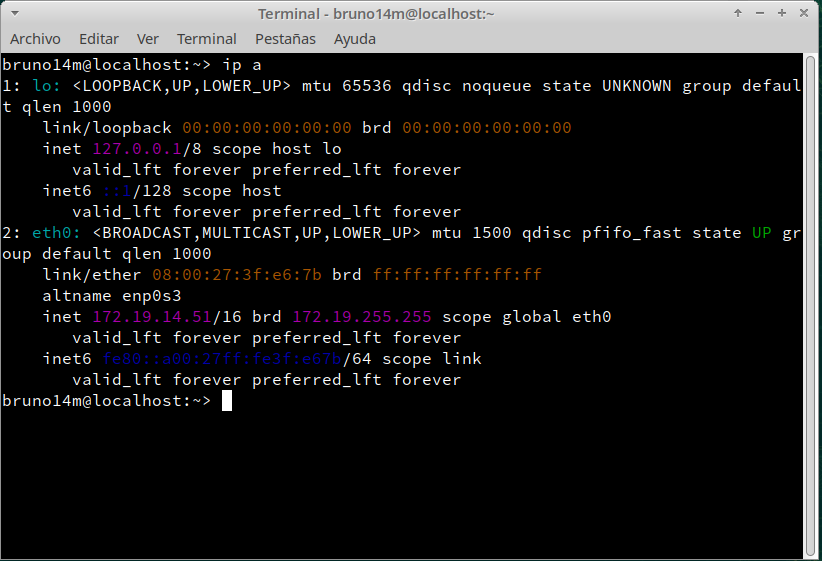 Terminal - bruno14m@localhost:~
Archivo Editar Ver Terminal Pestañas Ayuda
bruno14m@localhost:~> ip a
1: lo: <LOOPBACK,UP,LOWER_UP> mtu 65536 qdisc noqueue state UNKNOWN group defaul
t qlen 1000
    link/loopback 00:00:00:00:00:00 brd 00:00:00:00:00:00
    inet 127.0.0.1/8 scope host lo
       valid_lft forever preferred_lft forever
    inet6 ::1/128 scope host
       valid_lft forever preferred_lft forever
2: eth0: <BROADCAST,MULTICAST,UP,LOWER_UP> mtu 1500 qdisc pfifo_fast state UP gr
oup default qlen 1000
    link/ether 08:00:27:3f:e6:7b brd ff:ff:ff:ff:ff:ff
    altname enp0s3
    inet 172.19.14.51/16 brd 172.19.255.255 scope global eth0
       valid_lft forever preferred_lft forever
    inet6 fe80::a00:27ff:fe3f:e67b/64 scope link
       valid_lft forever preferred_lft forever
bruno14m@localhost:~>